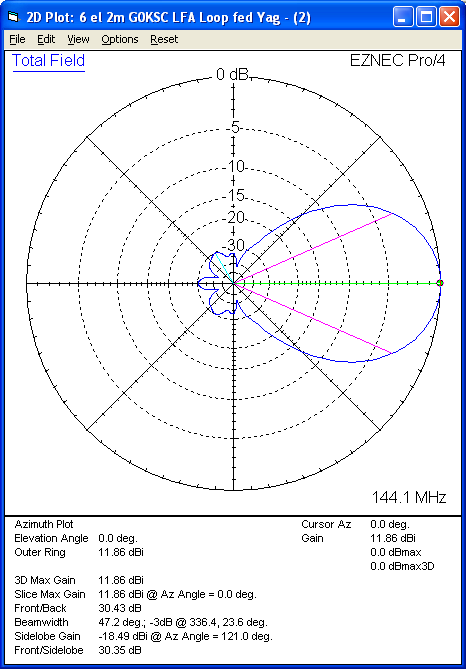 2D Plot: 6 el 2m G0KSC LFA Loop fed Yag - (2)
File Edit View Options Reset
Total Field
EZNEC Pro/4
0 dB
-5
-10
-15
-20
-30
144.1 MHz
Azimuth Plot
Elevation Angle 0.0 deg.
Outer Ring 11.86 dBi
Cursor Az 0.0 deg.
Gain 11.86 dBi
0.0 dBmax
0.0 dBmax3D
3D Max Gain 11.86 dBi
Slice Max Gain 11.86 dBi @ Az Angle = 0.0 deg.
Front/Back 30.43 dB
Beamwidth 47.2 deg.; -3dB @ 336.4, 23.6 deg.
Sidelobe Gain -18.49 dBi @ Az Angle = 121.0 deg.
Front/Sidelobe 30.35 dB